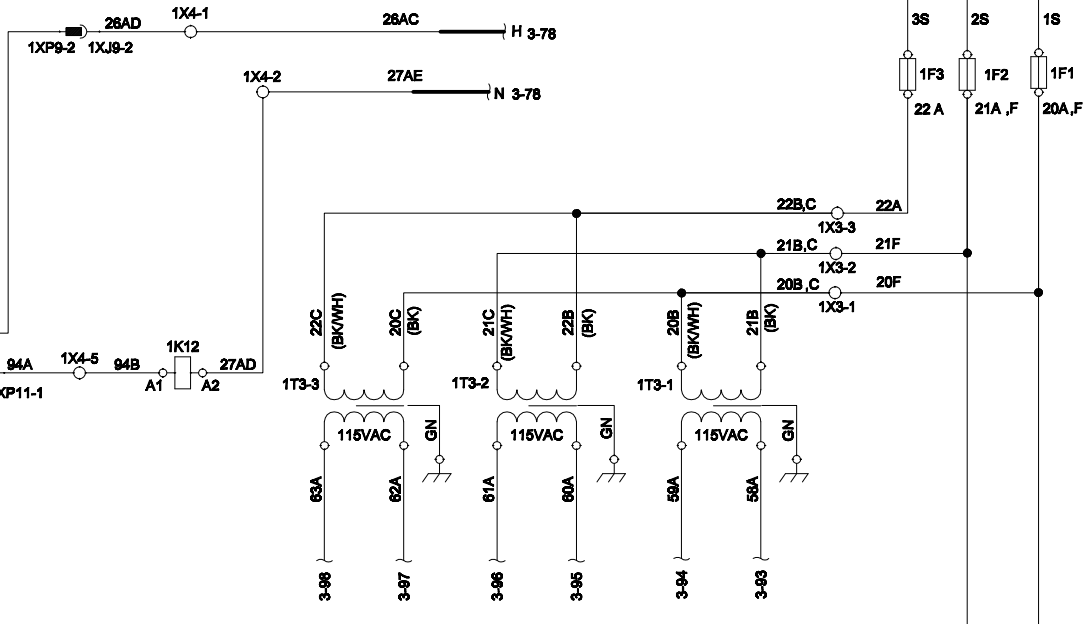 26AD
1X4-1
26AC
H 3-78
1XP9-2
1XJ9-2
1X4-2
27AE
N 3-78
3S
2S
1S
1F3
1F2
1F1
22 A
21A ,F
20A,F
22B,C
22A
1X3-3
21B,C
21F
1X3-2
20B,C
20F
1X3-1
22C
(BK/WH)
20C
(BK)
21C
(BK/WH)
22B
(BK)
20B
(BK/WH)
21B
(BK)
94A
XP11-1
1X4-5
94B
1K12
A1
A2
27AD
1T3-3
1T3-2
1T3-1
115VAC
GN
115VAC
GN
115VAC
GN
63A
62A
61A
60A
59A
58A
3-98
3-97
3-96
3-95
3-94
3-93